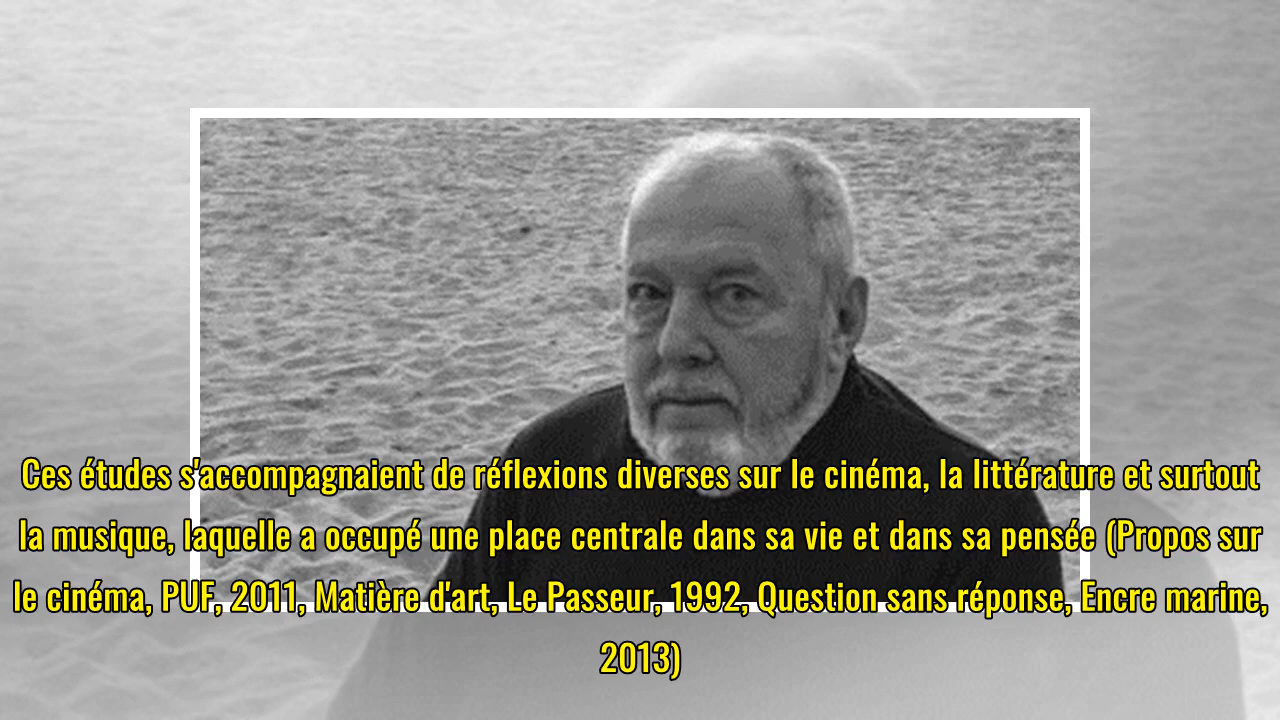 Ces études s'accompagnaient de réflexions diverses sur le cinéma, la littérature et surtout
la musique, laquelle a occupé une place centrale dans sa vie et dans sa pensée (Propos sur
le cinéma, PUF, 2011, Matière d'art, Le Passeur, 1992, Question sans réponse, Encre marine,
2013)